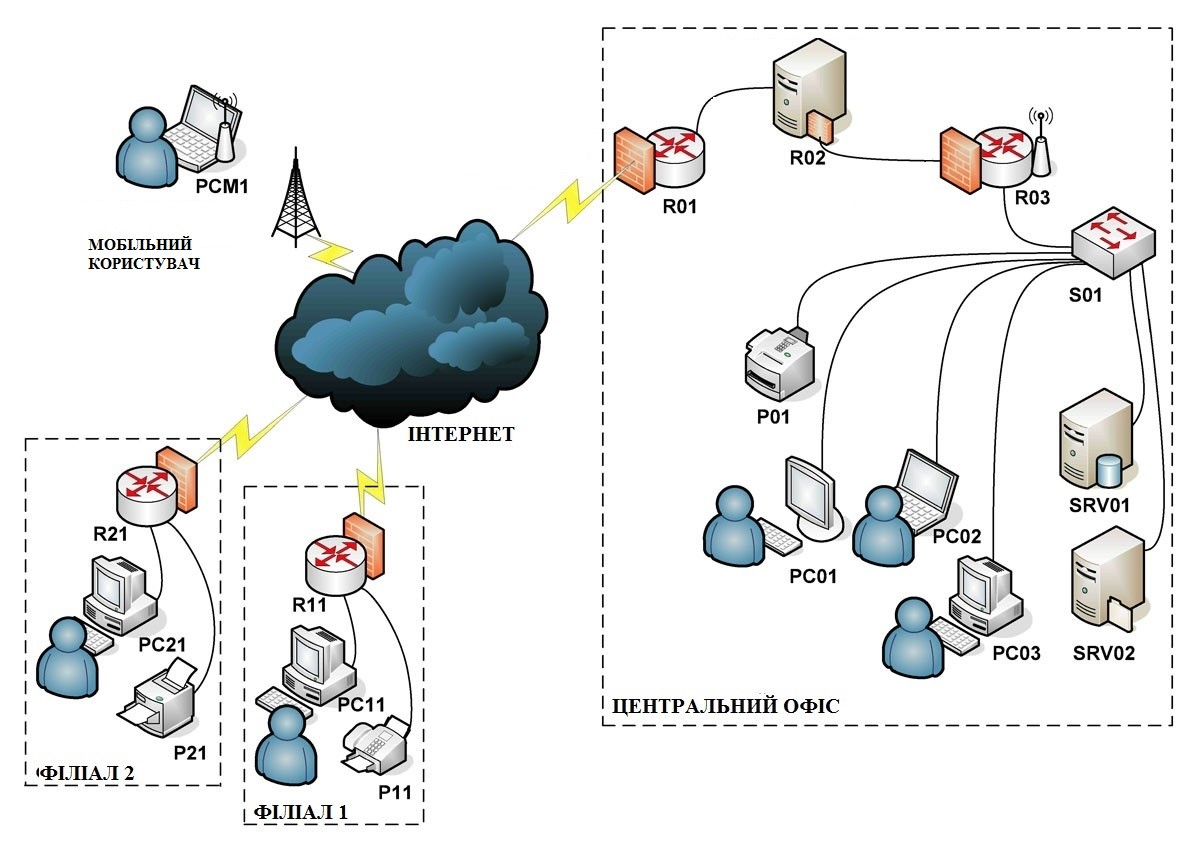 PCM1
МОБІЛЬНИЙ
КОРИСТУВАЧ
R01
R02
R03
S01
P01
ІНТЕРНЕТ
SRV01
PC01
PC02
PC03
SRV02
ЦЕНТРАЛЬНИЙ ОФІС
R21
PC21
P21
ФІЛІАЛ 2
R11
PC11
P11
ФІЛІАЛ 1